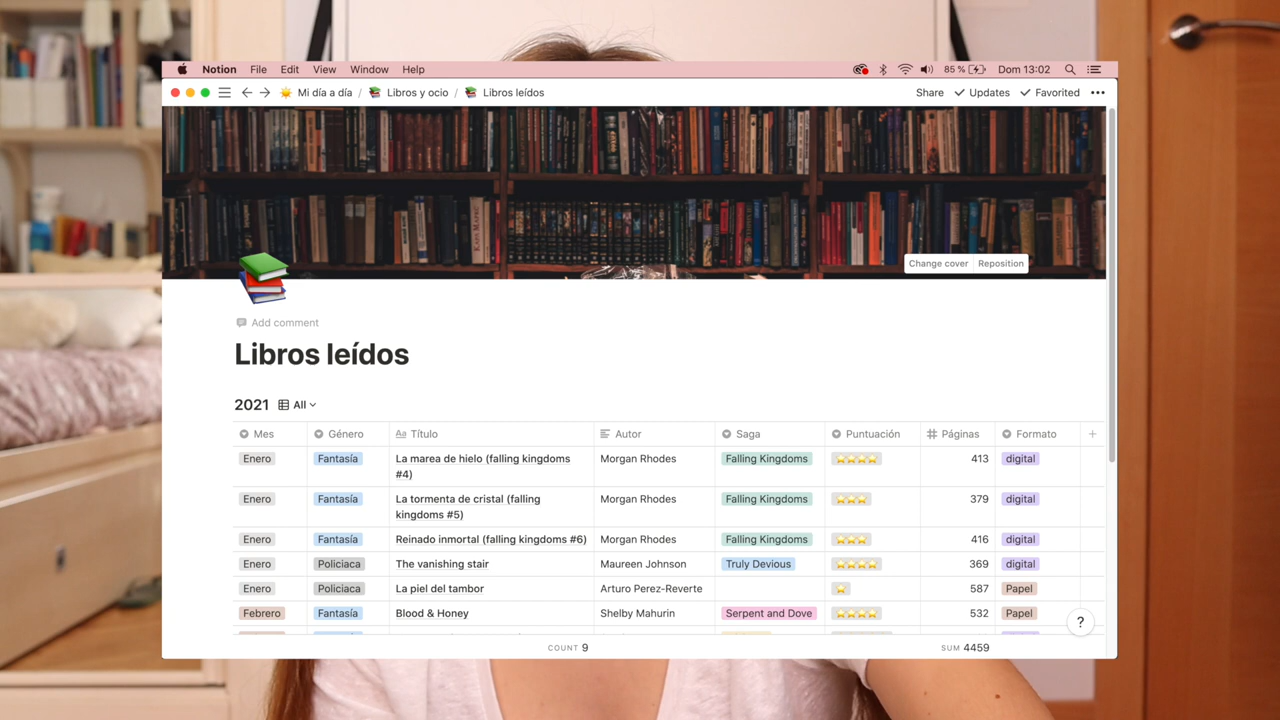 Notion File Edit View Window Help 85 % Dom 13:02
Mi día a día / Libros y ocio / Libros leídos Share Updates Favorited
Change cover Reposition
Add comment
Libros leídos
2021 All
Mes Género Título Autor Saga Puntuación Páginas Formato
Enero Fantasía La marea de hielo (falling kingdoms #4) Morgan Rhodes Falling Kingdoms 413 digital
Enero Fantasía La tormenta de cristal (falling kingdoms #5) Morgan Rhodes Falling Kingdoms 379 digital
Enero Fantasía Reinado inmortal (falling kingdoms #6) Morgan Rhodes Falling Kingdoms 416 digital
Enero Policiaca The vanishing stair Maureen Johnson Truly Devious 369 digital
Enero Policiaca La piel del tambor Arturo Perez-Reverte 587 Papel
Febrero Fantasía Blood & Honey Shelby Mahurin Serpent and Dove 532 Papel
?
COUNT 9 SUM 4459